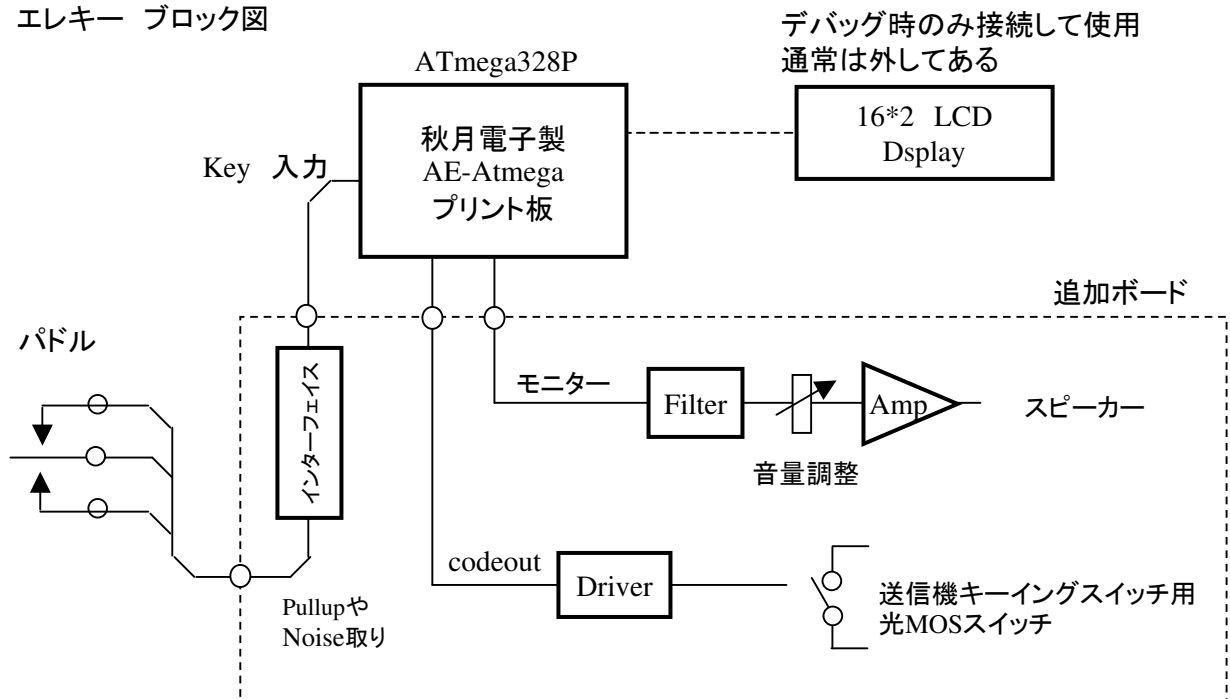 エレキー ブロック図
デバッグ時のみ接続して使用
通常は外してある
ATmega328P
16*2 LCD
Dsplay
秋月電子製
AE-Atmega
プリント板
Key 入力
追加ボード
パドル
インターフェイス
モニター
Filter
Amp
スピーカー
音量調整
codeout
Driver
送信機キーイングスイッチ用
光MOSスイッチ
Pullupや
Noise取り